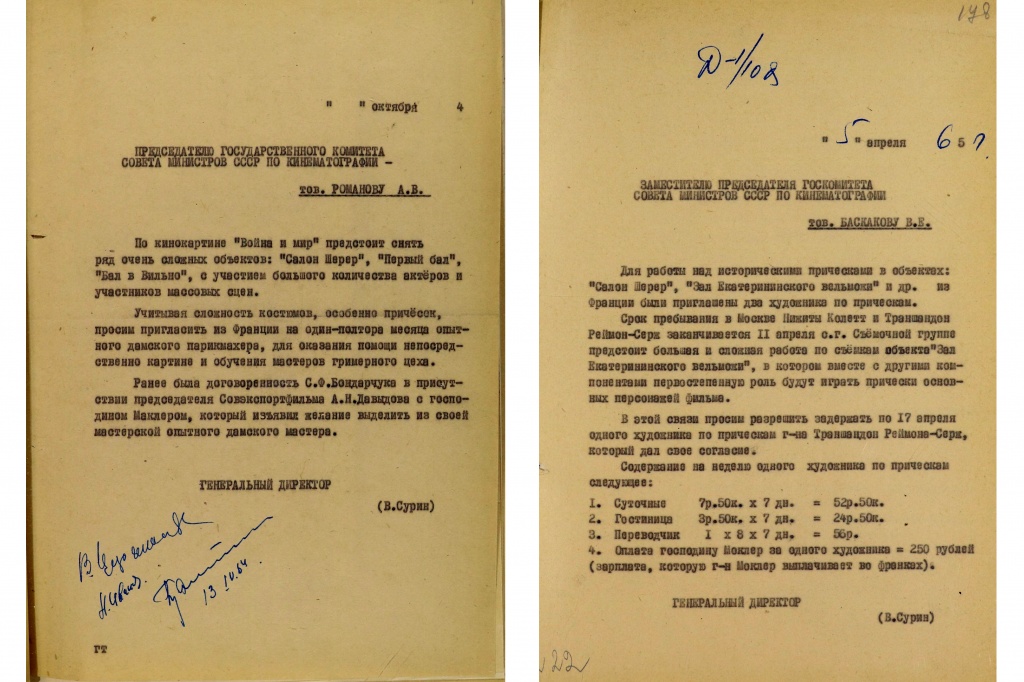 " " октября 4
ПРЕДСЕДАТЕЛЮ ГОСУДАРСТВЕННОГО КОМИТЕТА
СОВЕТА МИНИСТРОВ СССР ПО КИНЕМАТОГРАФИИ –
тов. РОМАНОВУ А.В.
По кинокартине "Война и мир" предстоит снять
ряд очень сложных объектов: "Салон Шерер", "Первый бал",
"Бал в Вильно", с участием большого количества актёров и
участников массовых сцен.
Учитывая сложность костюмов, особенно причёсок,
просим пригласить из Франции на один-полтора месяца опыт-
ного дамского парикмахера, для оказания помощи непосред-
ственно картине и обучения мастеров гримерного цеха.
Ранее была договоренность С.Ф.Бондарчука в присут-
ствии председателя Совэкспортфильма А.Н.Давыдова с госпо-
дином Маклером, который изъявил желание выделить из своей
мастерской опытного дамского мастера.
ГЕНЕРАЛЬНЫЙ ДИРЕКТОР
(В.Сурин)
гт
178
Д-1/108
" 5 " апреля 65 г.
ЗАМЕСТИТЕЛЮ ПРЕДСЕДАТЕЛЯ ГОСКОМИТЕТА
СОВЕТА МИНИСТРОВ СССР ПО КИНЕМАТОГРАФИИ
тов. БАСКАКОВУ В.Е.
Для работы над историческими прическами в объектах:
"Салон Шерер", "Зал Екатерининского вельможи" и др. из
Франции были приглашены два художника по прическам.
Срок пребывания в Москве Никиты Колетт и Траншандон
Реймон-Серж заканчивается II апреля с.г. Съёмочной группе
предстоит большая и сложная работа по съёмкам объекта"Зал
Екатерининского вельможи", в котором вместе с другими ком-
понентами первостепенную роль будут играть прически основ-
ных персонажей фильма.
В этой связи просим разрешить задержать по 17 апреля
одного художника по прическам г-на Траншандон Реймона-Серж,
который дал свое согласие.
Содержание на неделю одного художника по прическам
следующее:
I. Суточные 7р.50к. х 7 дн. = 52р.50к.
2. Гостиница 3р.50к. х 7 дн. = 24р.50к.
3. Переводчик I х 8 х 7 дн. = 56р.
4. Оплата господину Моклер за одного художника = 250 рублей
(зарплата, которую г-н Моклер выплачивает во франках).
ГЕНЕРАЛЬНЫЙ ДИРЕКТОР
(В.Сурин)
22